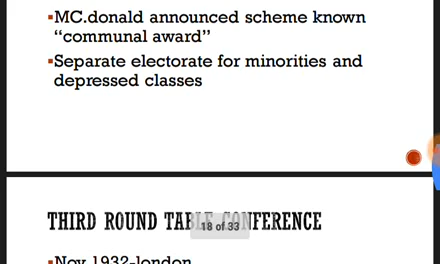 ▪MC.donald announced scheme known
“communal award”
▪Separate electorate for minorities and
depressed classes
THIRD ROUND TABLE CONFERENCE
18 of 33
▪Nov 1932-london